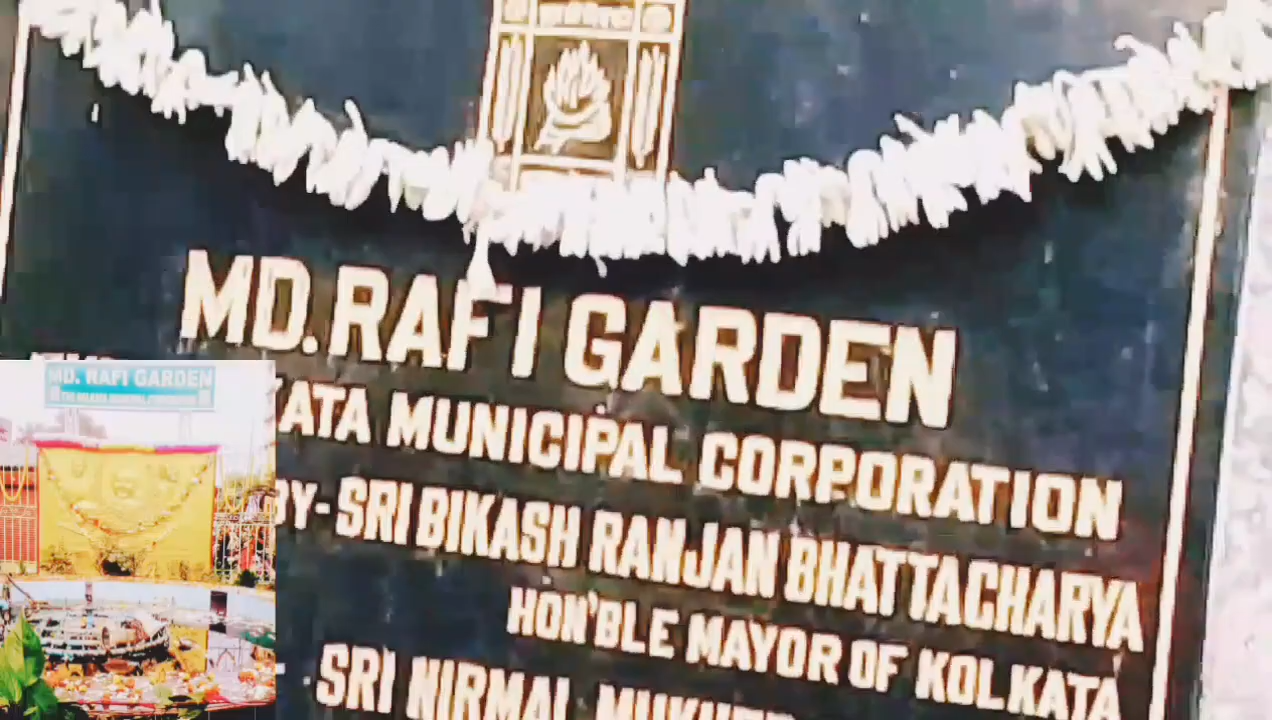 MD. RAFI GARDEN
MUNICIPAL CORPORATION
BY- SRI BIKASH RANJAN BHATTACHARYA
HON'BLE MAYOR OF KOLKATA
SRI NIRMAL
MD. RAFI GARDEN